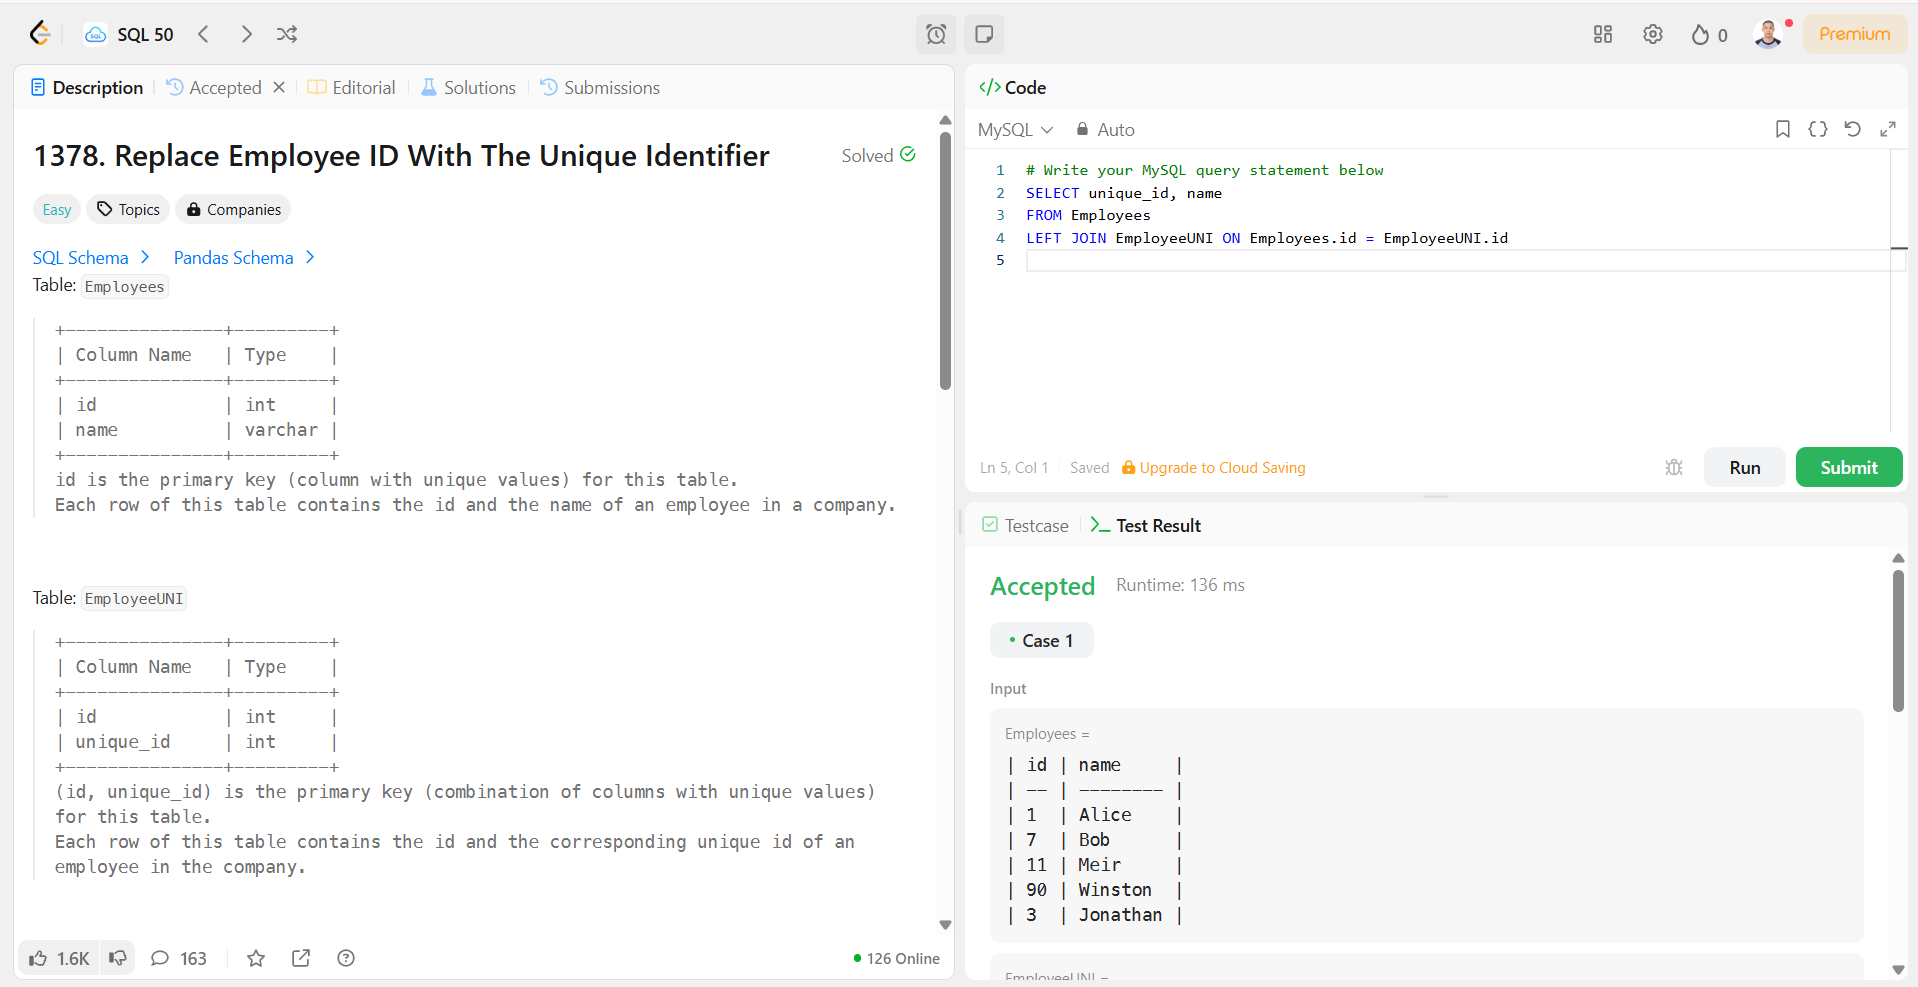 SQL 50
0
Premium
Description
Accepted
Editorial
Solutions
Submissions
1378. Replace Employee ID With The Unique Identifier
Solved
Easy
Topics
Companies
SQL Schema
Pandas Schema
Table: Employees
+---------------+---------+
| Column Name   | Type    |
+---------------+---------+
| id            | int     |
| name          | varchar |
+---------------+---------+
id is the primary key (column with unique values) for this table.
Each row of this table contains the id and the name of an employee in a company.
Table: EmployeeUNI
+---------------+---------+
| Column Name   | Type    |
+---------------+---------+
| id            | int     |
| unique_id     | int     |
+---------------+---------+
(id, unique_id) is the primary key (combination of columns with unique values)
for this table.
Each row of this table contains the id and the corresponding unique id of an
employee in the company.
1.6K
163
126 Online
</> Code
MySQL
Auto
1 # Write your MySQL query statement below
2 SELECT unique_id, name
3 FROM Employees
4 LEFT JOIN EmployeeUNI ON Employees.id = EmployeeUNI.id
5
Ln 5, Col 1
Saved
Upgrade to Cloud Saving
Run
Submit
Testcase
Test Result
Accepted
Runtime: 136 ms
• Case 1
Input
Employees =
| id | name     |
| -- | -------- |
| 1  | Alice    |
| 7  | Bob      |
| 11 | Meir     |
| 90 | Winston  |
| 3  | Jonathan |
EmployeeUNI =